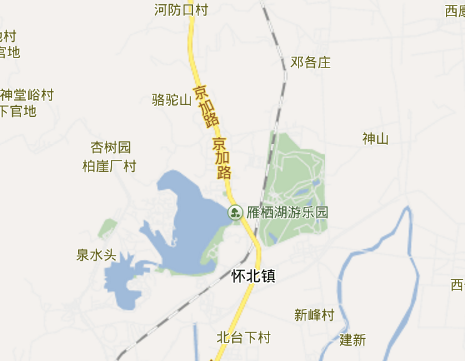 河防口村
西
村
官地
邓各庄
神堂峪村
下官地
骆驼山
京加路
京加路
神山
杏树园
柏崖厂村
雁栖湖游乐园
泉水头
怀北镇
西
新峰村
北台下村
建新